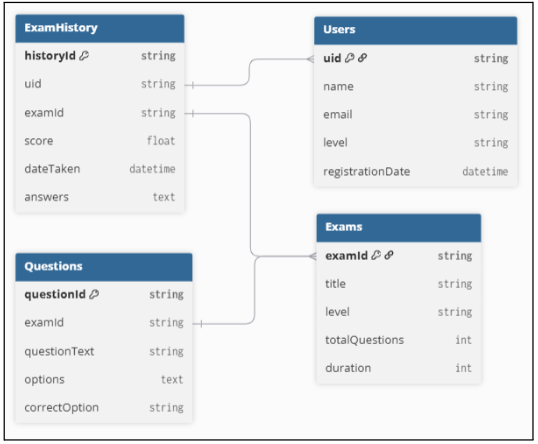 ExamHistory
historyId string
uid string
examId string
score float
dateTaken datetime
answers text
Users
uid string
name string
email string
level string
registrationDate datetime
Questions
questionId string
examId string
questionText string
options text
correctOption string
Exams
examId string
title string
level string
totalQuestions int
duration int